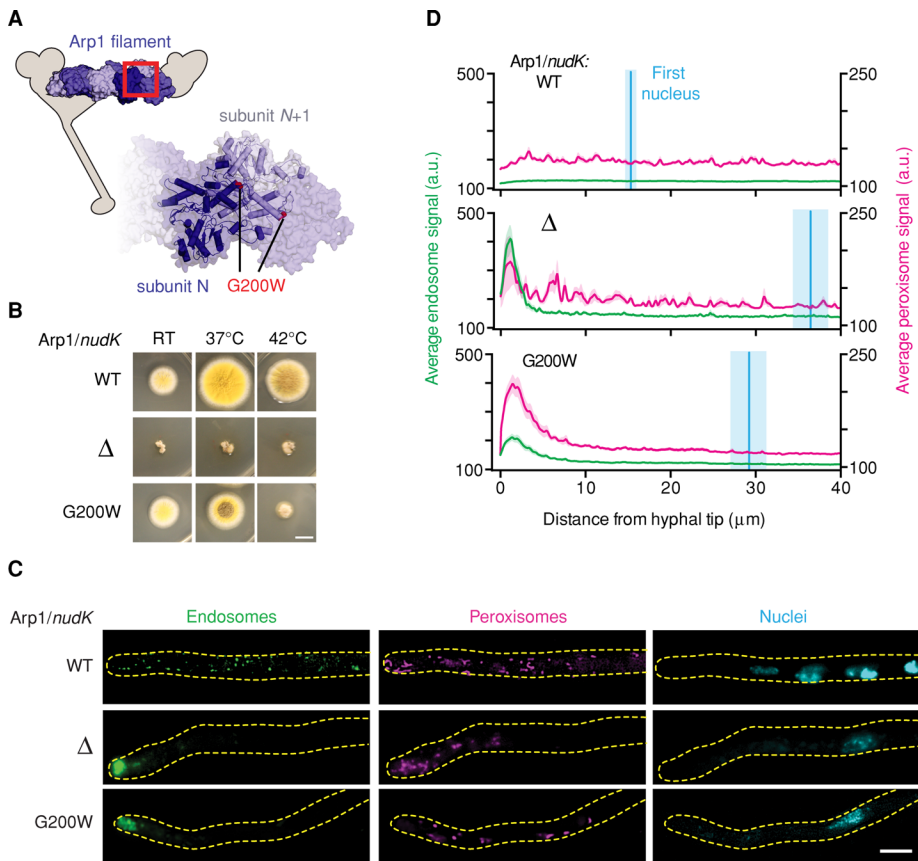 A
Arp1 filament
subunit N+1
subunit N
G200W
B
Arp1/nudK
RT
37°C
42°C
WT
Δ
G200W
C
Arp1/nudK
Endosomes
Peroxisomes
Nuclei
WT
Δ
G200W
D
Arp1/nudK:
WT
First
nucleus
500
250
100
100
Δ
500
250
100
100
G200W
500
250
100
100
0
10
20
30
40
Average endosome signal (a.u.)
Average peroxisome signal (a.u.)
Distance from hyphal tip (μm)